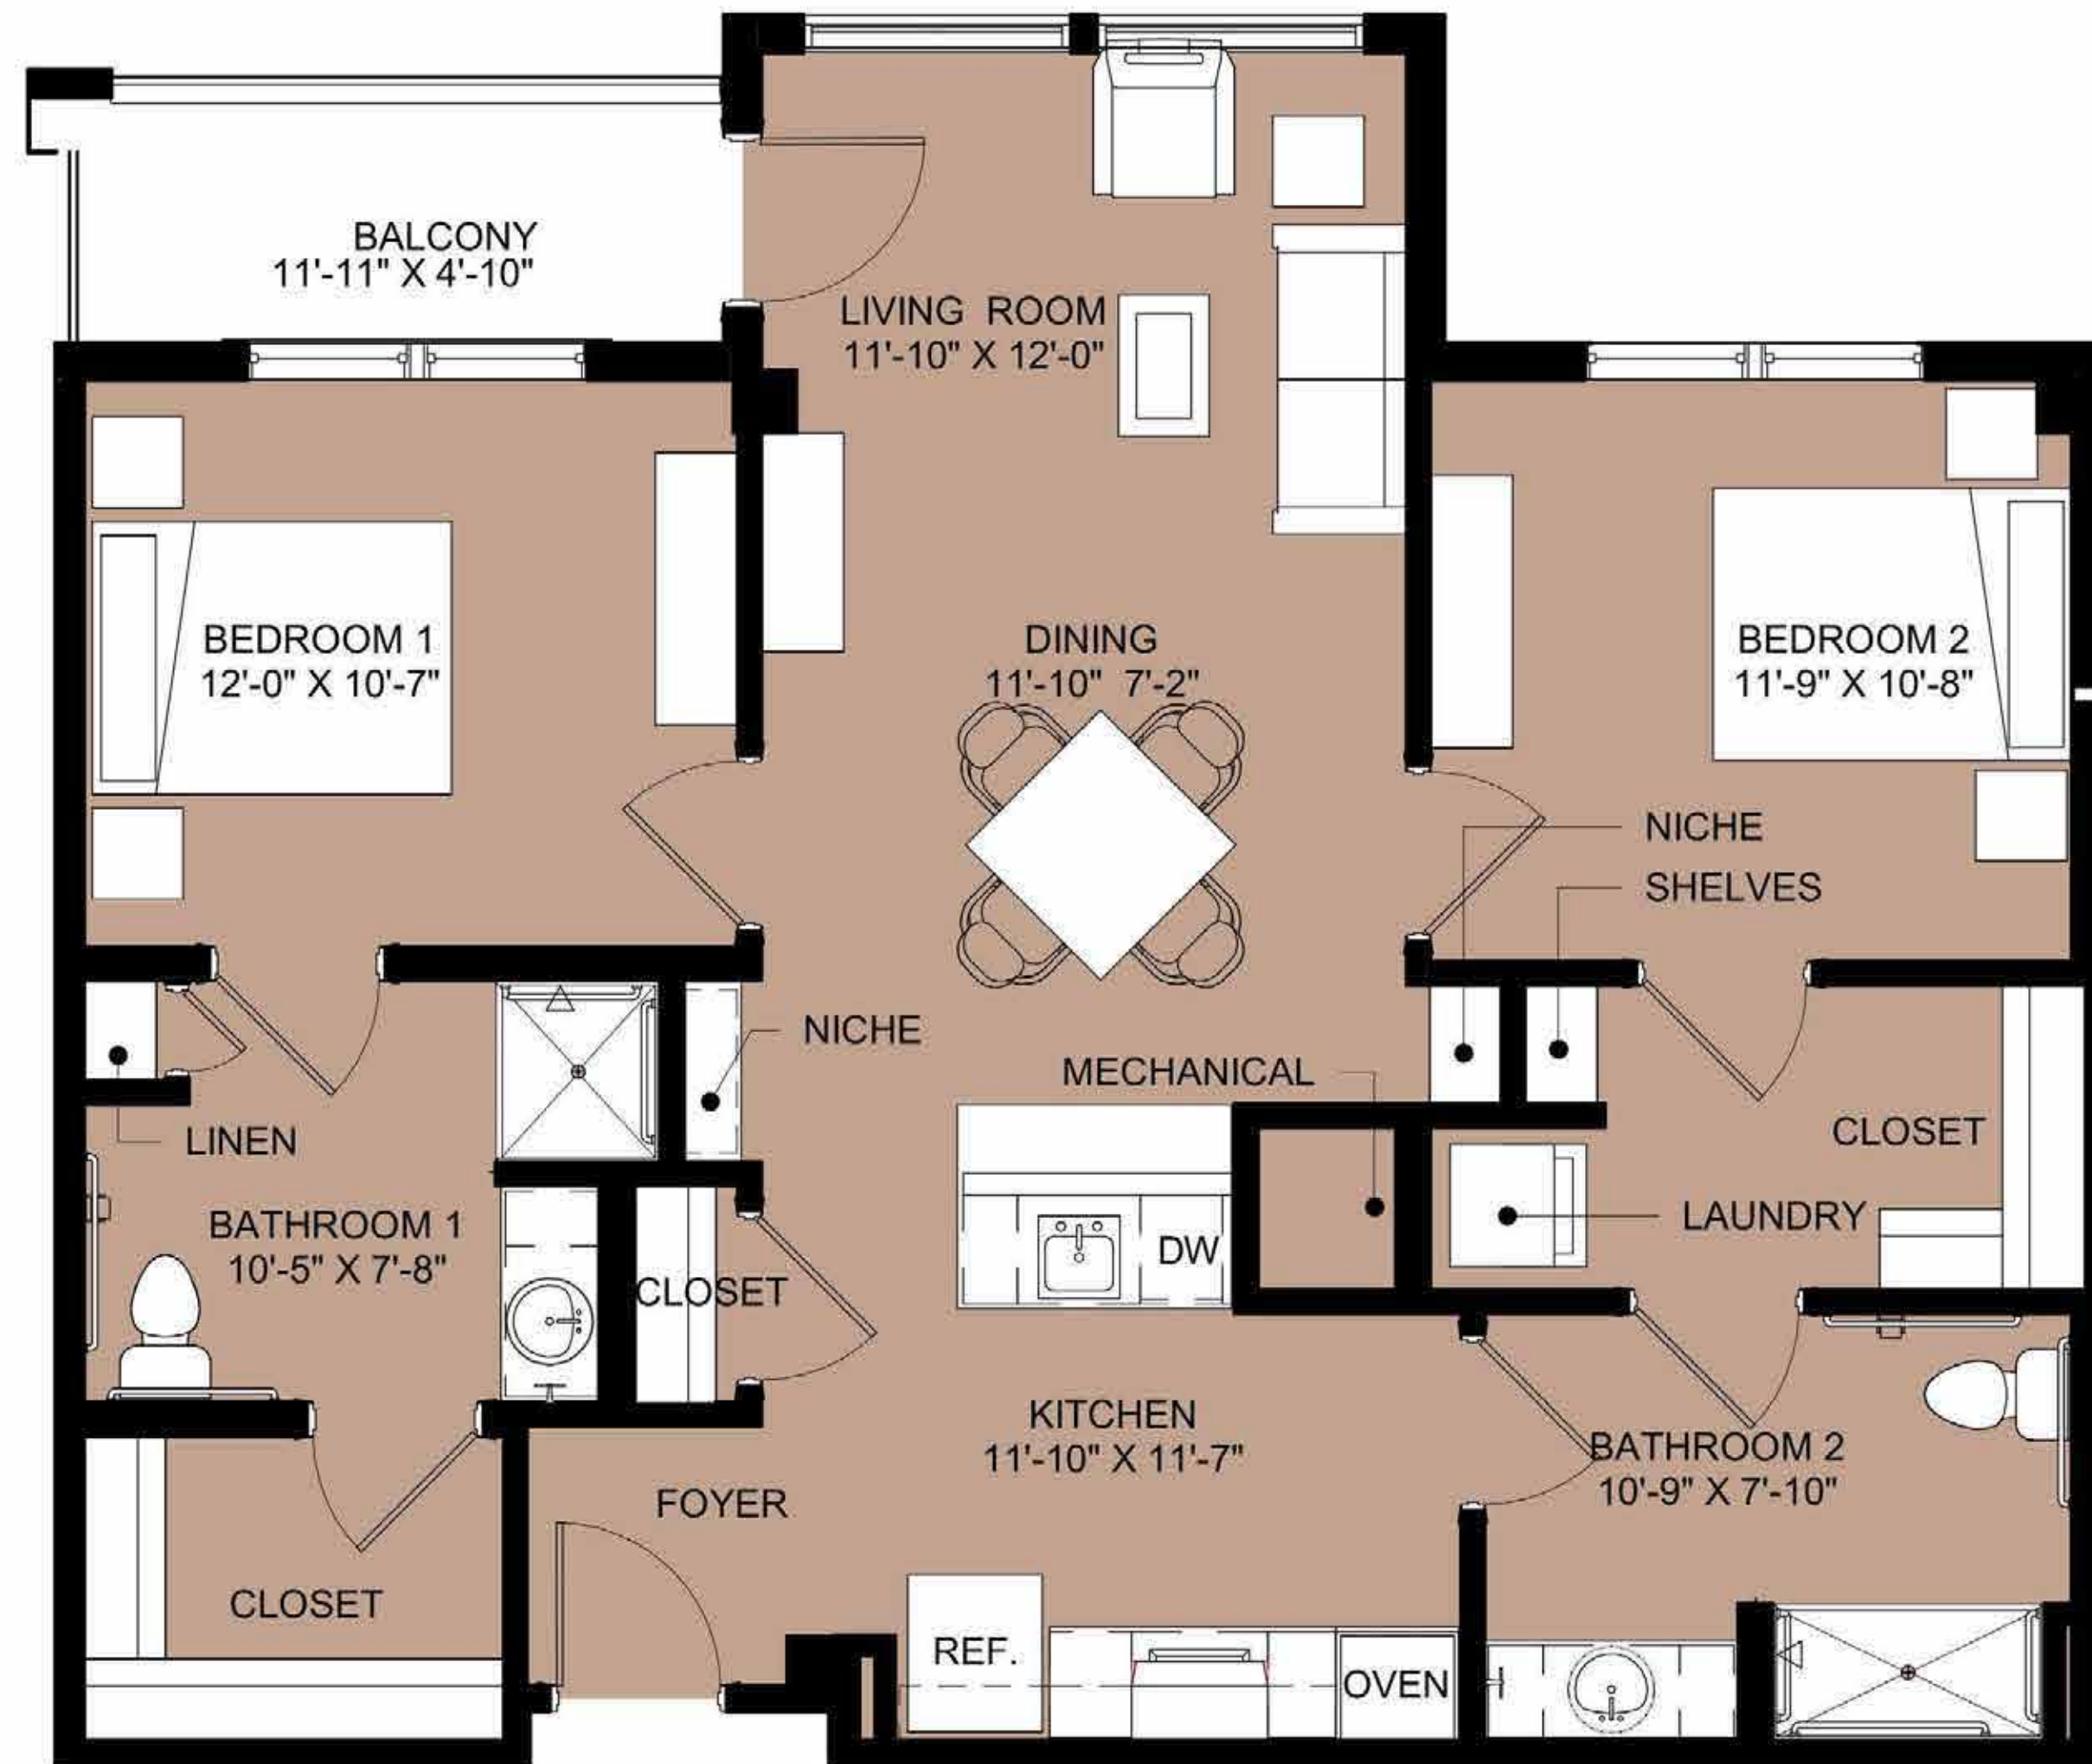 BALCONY
11'-11" X 4'-10"
LIVING ROOM
11'-10" X 12'-0"
BEDROOM 1
12'-0" X 10'-7"
DINING
11'-10" 7'-2"
BEDROOM 2
11'-9" X 10'-8"
NICHE
SHELVES
NICHE
MECHANICAL
LINEN
CLOSET
BATHROOM 1
10'-5" X 7'-8"
DW
LAUNDRY
CLOSET
KITCHEN
11'-10" X 11'-7"
BATHROOM 2
10'-9" X 7'-10"
FOYER
CLOSET
REF.
OVEN